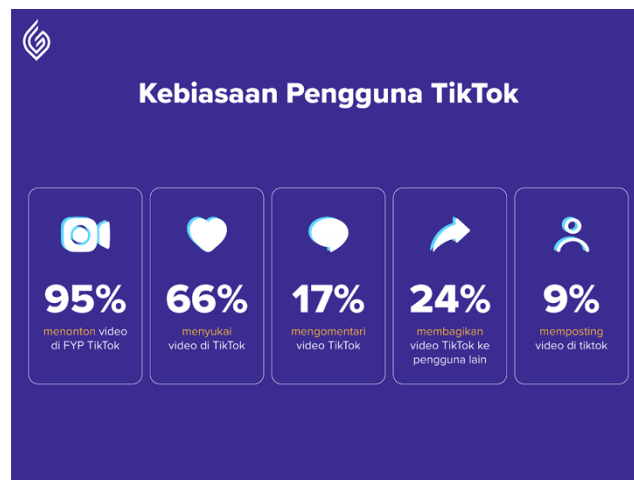 Kebiasaan Pengguna TikTok
95%
menonton video
di FYP TikTok
66%
menyukai
video di TikTok
17%
mengomentari
video TikTok
24%
membagikan
video TikTok ke
pengguna lain
9%
memposting
video di tiktok